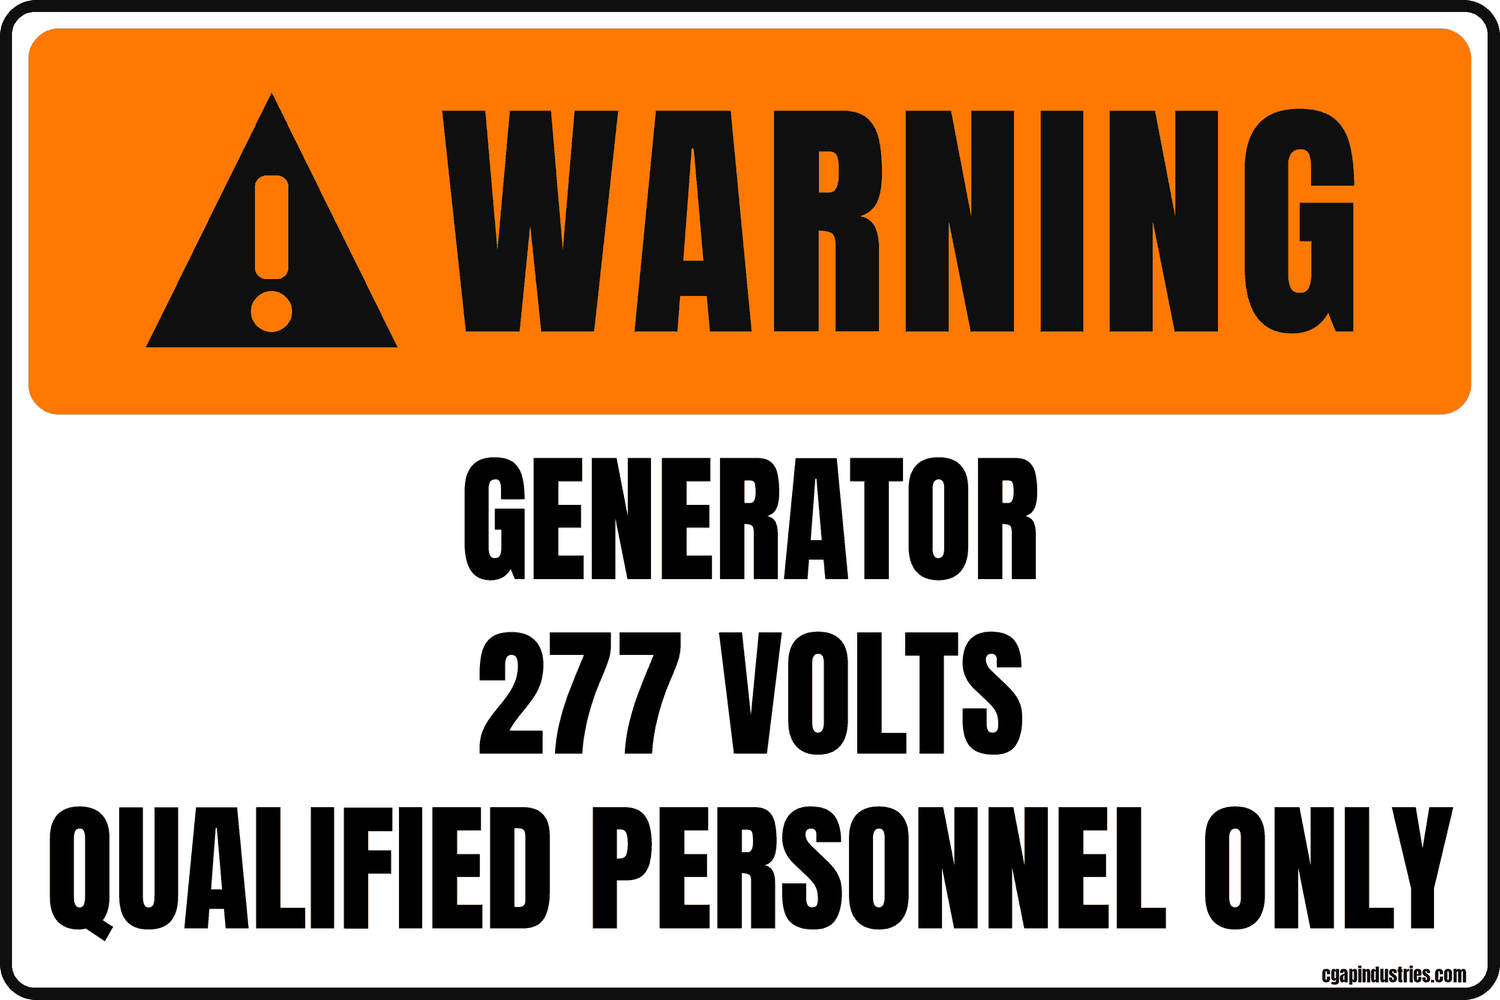 WARNING
GENERATOR
277 VOLTS
QUALIFIED PERSONNEL ONLY
cgapindustries.com